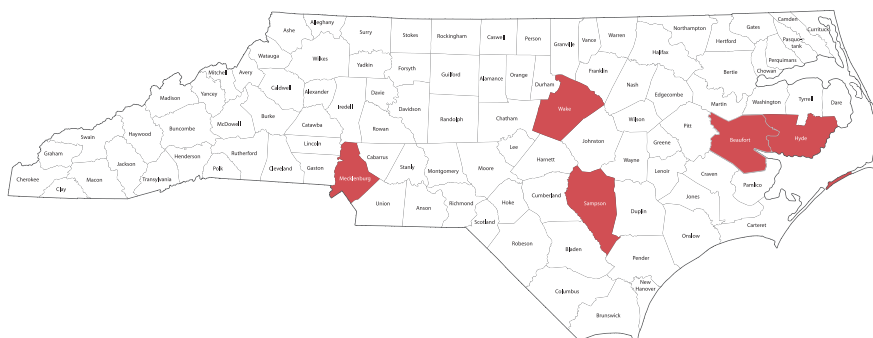 Alleghany
Ashe
Surry
Stokes
Rockingham
Caswell
Person
Granville
Vance
Warren
Northampton
Gates
Camden
Currituck
Pasquo-
tank
Perquimans
Chowan
Hertford
Halifax
Bertie
Watauga
Wilkes
Yadkin
Forsyth
Guilford
Alamance
Orange
Durham
Franklin
Nash
Edgecombe
Martin
Washington
Tyrrell
Dare
Mitchell
Avery
Yancey
Caldwell
Alexander
Iredell
Davie
Davidson
Randolph
Chatham
Wake
Wilson
Pitt
Beaufort
Hyde
Madison
Buncombe
McDowell
Burke
Catawba
Rowan
Lincoln
Johnston
Greene
Swain
Haywood
Graham
Jackson
Henderson
Rutherford
Cleveland
Gaston
Cabarrus
Stanly
Montgomery
Moore
Lee
Harnett
Wayne
Lenoir
Craven
Pamlico
Cherokee
Clay
Macon
Transylvania
Polk
Mecklenburg
Union
Anson
Richmond
Scotland
Hoke
Cumberland
Sampson
Duplin
Jones
Carteret
Onslow
Robeson
Bladen
Pender
Columbus
New
Hanover
Brunswick